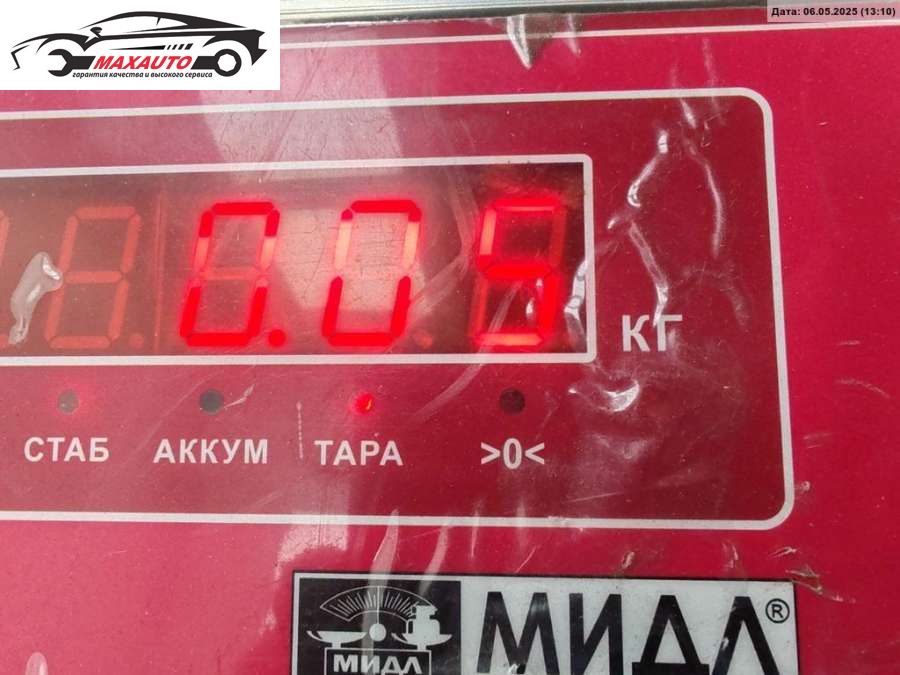 MAXAUTO
гарантия качества и высокого сервиса
Дата: 06.05.2025 (13:10)
0.05
КГ
СТАБ АККУМ ТАРА >0<
МИДЛ
МИДЛ®